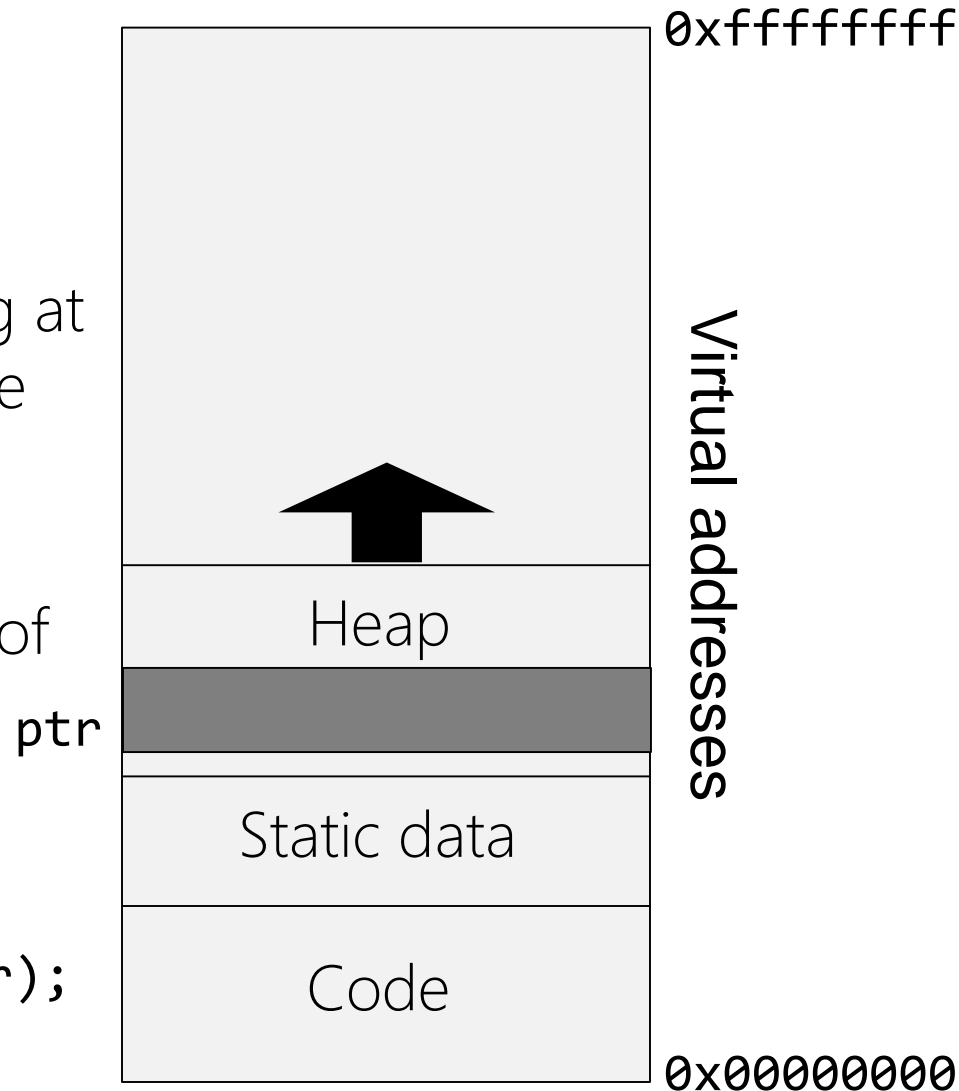 0xffffffff
g at
e
Virtual addresses
Heap
of
ptr
Static data
r);
Code
0x00000000